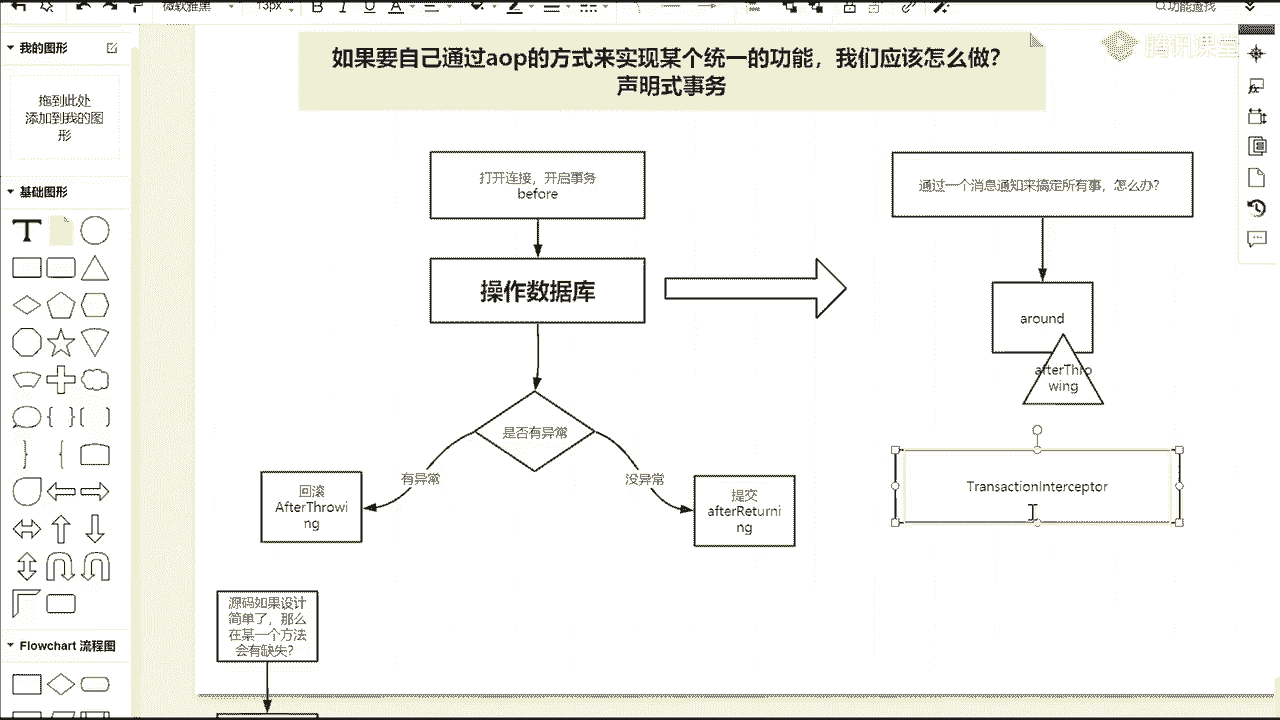 微软雅黑
13px
B
I
U
A
T
功能查找
我的图形
拖到此处
添加到我的图
形
基础图形
T
Flowchart 流程图
腾讯课堂
如果要自己通过aop的方式来实现某个统一的功能，我们应该怎么做？
声明式事务
打开连接，开启事务
before
操作数据库
是否有异常
有异常
没异常
回滚
AfterThrowi
ng
提交
afterReturni
ng
源码如果设计
简单了，那么
在某一个方法
会有缺失？
通过一个消息通知来搞定所有事，怎么办？
around
afterThro
wing
TransactionInterceptor